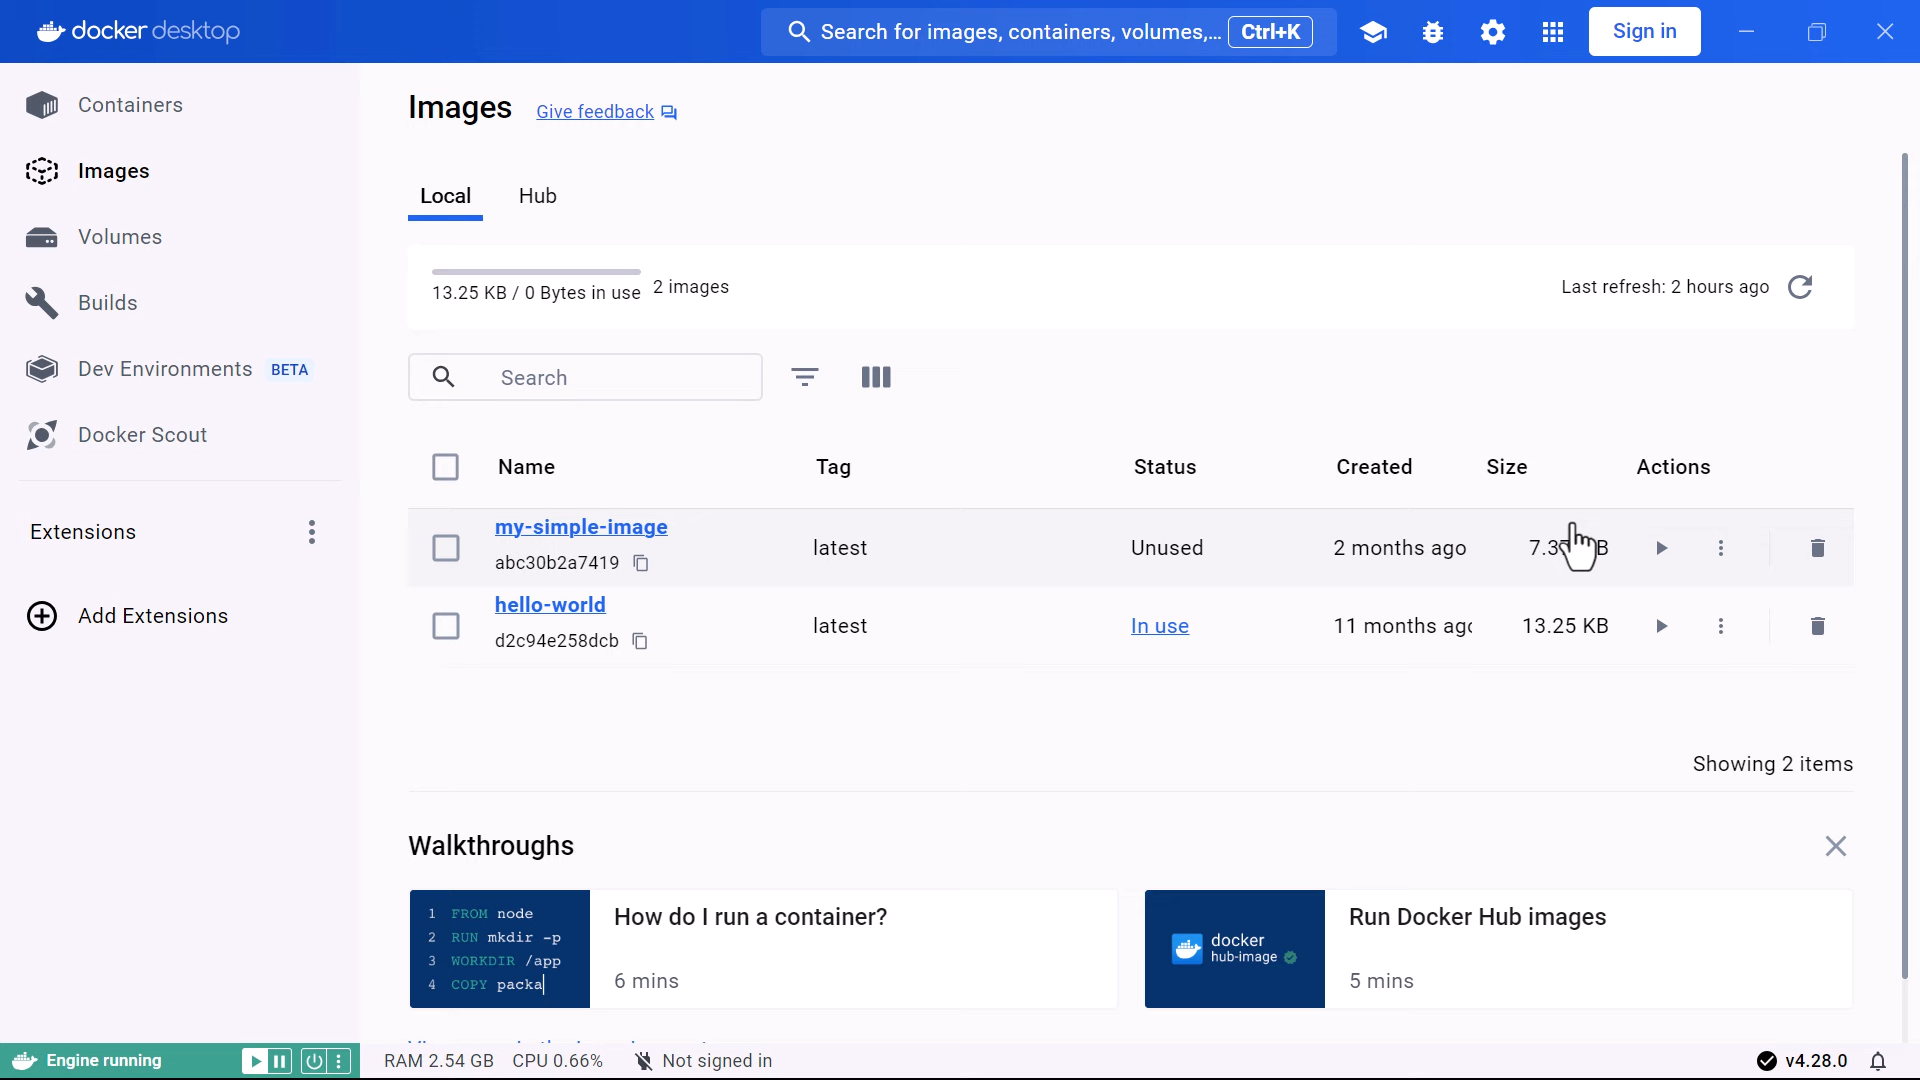 docker desktop
Search for images, containers, volumes,... Ctrl+K
Sign in
Containers
Images
Volumes
Builds
Dev Environments BETA
Docker Scout
Extensions
Add Extensions
Images Give feedback
Local Hub
13.25 KB / 0 Bytes in use 2 images
Last refresh: 2 hours ago
Search
Name Tag Status Created Size Actions
my-simple-image
abc30b2a7419
latest Unused 2 months ago
hello-world
d2c94e258dcb
latest In use 11 months ago 13.25 KB
Showing 2 items
Walkthroughs
1 FROM node
2 RUN mkdir -p
3 WORKDIR /app
4 COPY packa
How do I run a container?
6 mins
docker
hub-image
Run Docker Hub images
5 mins
Engine running
RAM 2.54 GB CPU 0.66% Not signed in
v4.28.0